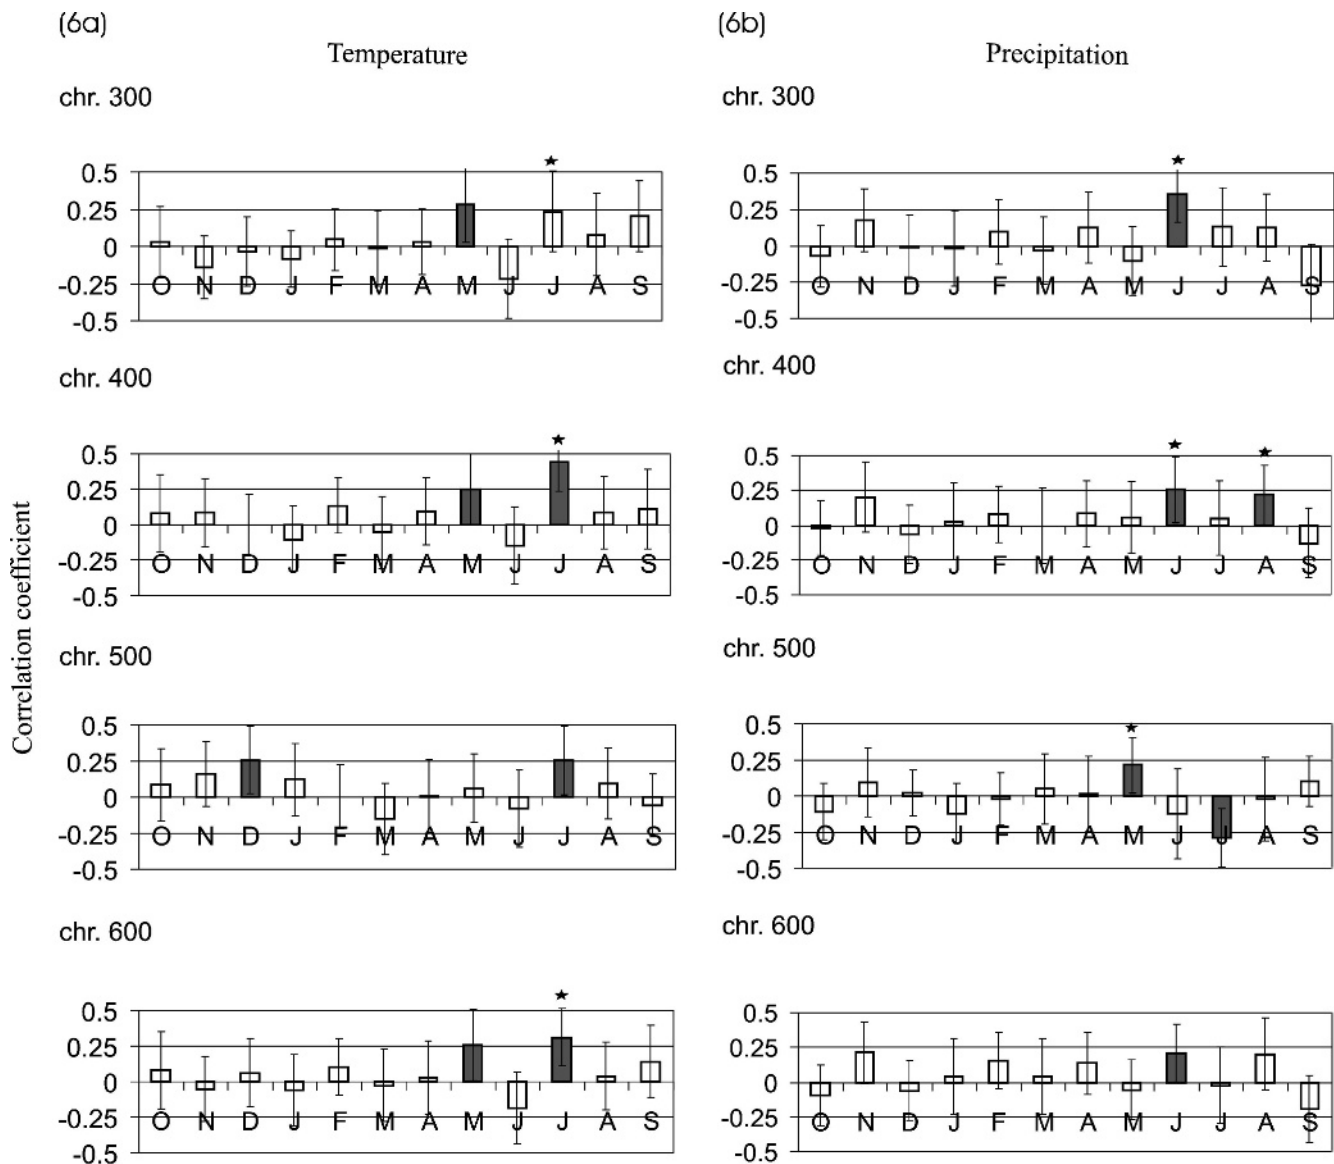 (6a)
Temperature
chr. 300
0.5
0.25
0
-0.25
-0.5
O N D J F M A M J J A S
chr. 400
0.5
0.25
0
-0.25
-0.5
O N D J F M A M J J A S
chr. 500
0.5
0.25
0
-0.25
-0.5
O N D J F M A M J J A S
chr. 600
0.5
0.25
0
-0.25
-0.5
O N D J F M A M J J A S
Correlation coefficient
(6b)
Precipitation
chr. 300
0.5
0.25
0
-0.25
-0.5
O N D J F M A M J J A S
chr. 400
0.5
0.25
0
-0.25
-0.5
O N D J F M A M J J A S
chr. 500
0.5
0.25
0
-0.25
-0.5
O N D J F M A M J J A S
chr. 600
0.5
0.25
0
-0.25
-0.5
O N D J F M A M J J A S